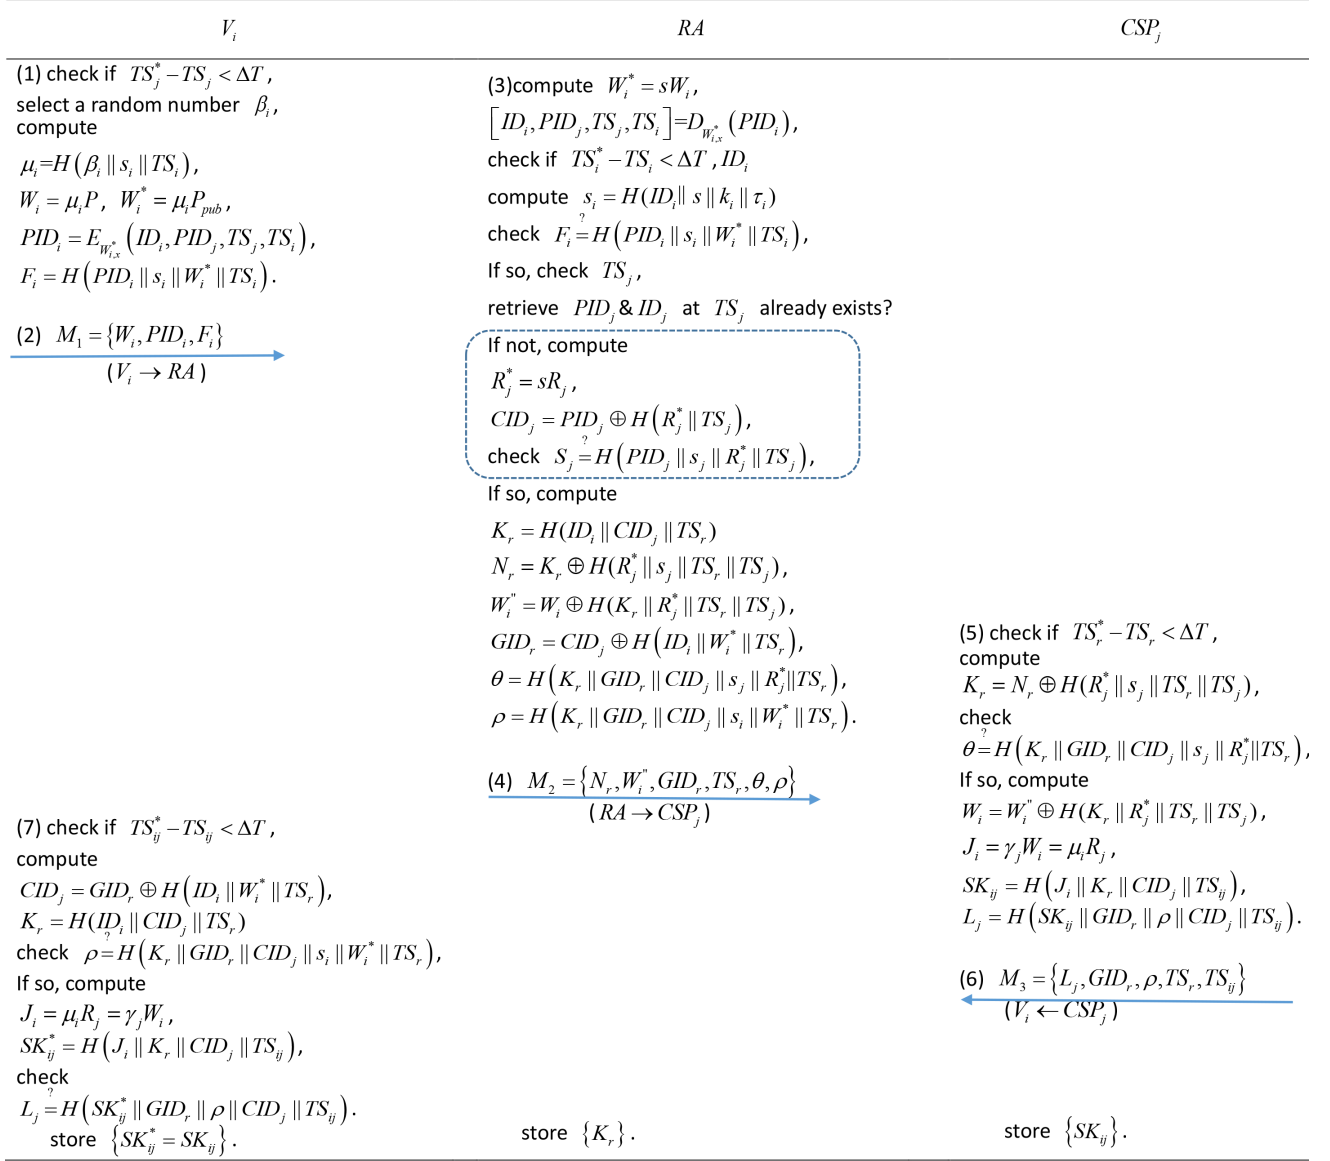 V_i RA CSP_j
(1) check if TS_j^* − TS_j < ΔT,
select a random number β_i,
compute
μ_i=H(β_i || s_i || TS_i),
W_i = μ_i P, W_i^* = μ_i P_pub,
PID_i = E_{W_{i,x}^*}(ID_i, PID_j, TS_j, TS_i),
F_i = H(PID_i || s_i || W_i^* || TS_i).
(2) M_1 = {W_i, PID_i, F_i}
(V_i → RA)
(3)compute W_i^* = sW_i,
[ID_i, PID_j, TS_j, TS_i]=D_{W_{i,x}^*}(PID_i),
check if TS_i^* − TS_i < ΔT, ID_i
compute s_i = H(ID_i || s || k_i || τ_i)
check F_i ≟ H(PID_i || s_i || W_i^* || TS_i),
If so, check TS_j,
retrieve PID_j & ID_j at TS_j already exists?
If not, compute
R_j^* = sR_j,
CID_j = PID_j ⊕ H(R_j^* || TS_j),
check S_j ≟ H(PID_j || s_j || R_j^* || TS_j),
If so, compute
K_r = H(ID_i || CID_j || TS_r)
N_r = K_r ⊕ H(R_j^* || s_j || TS_r || TS_j),
W_i^" = W_i ⊕ H(K_r || R_j^* || TS_r || TS_j),
GID_r = CID_j ⊕ H(ID_i || W_i^* || TS_r),
θ = H(K_r || GID_r || CID_j || s_j || R_j^* || TS_r),
ρ = H(K_r || GID_r || CID_j || s_i || W_i^* || TS_r).
(4) M_2 = {N_r, W_i^", GID_r, TS_r, θ, ρ}
(RA → CSP_j)
(5) check if TS_r^* − TS_r < ΔT,
compute
K_r = N_r ⊕ H(R_j^* || s_j || TS_r || TS_j),
check
θ ≟ H(K_r || GID_r || CID_j || s_j || R_j^* || TS_r),
If so, compute
W_i = W_i^" ⊕ H(K_r || R_j^* || TS_r || TS_j),
J_i = γ_j W_i = μ_i R_j,
SK_ij = H(J_i || K_r || CID_j || TS_ij),
L_j = H(SK_ij || GID_r || ρ || CID_j || TS_ij).
(6) M_3 = {L_j, GID_r, ρ, TS_r, TS_ij}
(V_i ← CSP_j)
(7) check if TS_ij^* − TS_ij < ΔT,
compute
CID_j = GID_r ⊕ H(ID_i || W_i^* || TS_r),
K_r = H(ID_i || CID_j || TS_r)
check ρ ≟ H(K_r || GID_r || CID_j || s_i || W_i^* || TS_r),
If so, compute
J_i = μ_i R_j = γ_j W_i,
SK_ij^* = H(J_i || K_r || CID_j || TS_ij),
check
L_j ≟ H(SK_ij^* || GID_r || ρ || CID_j || TS_ij).
store {SK_ij^* = SK_ij}. store {K_r}. store {SK_ij}.